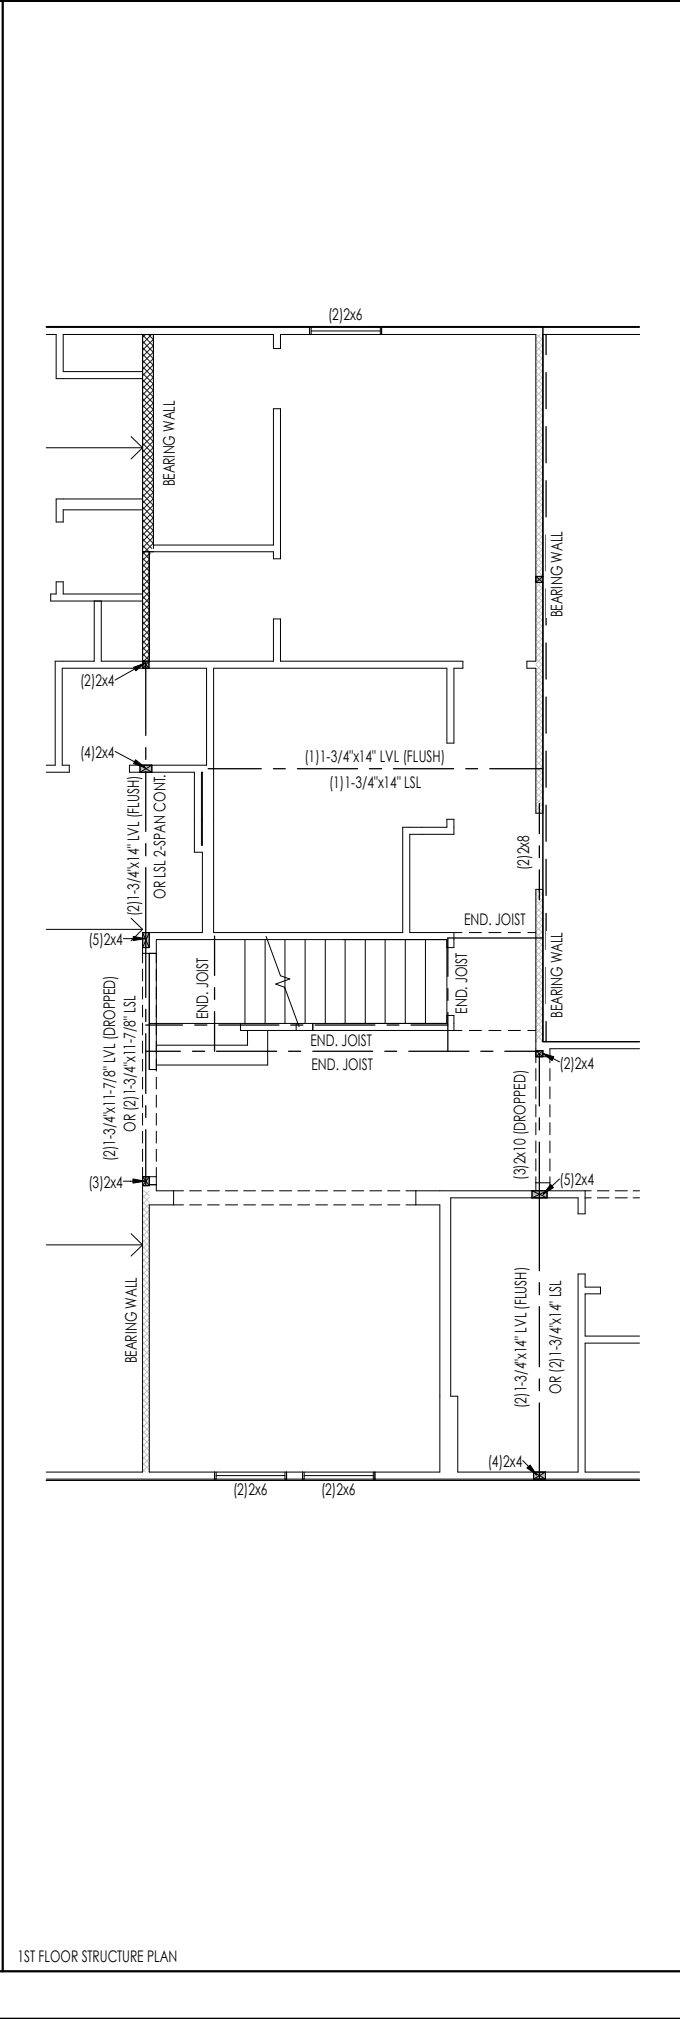 (2)2x6
BEARING WALL
BEARING WALL
(2)2x4
(4)2x4
(1)1-3/4"x14" LVL (FLUSH)
(1)1-3/4"x14" LSL
(2)1-3/4"x14" LVL (FLUSH)
OR LSL 2-SPAN CONT.
(2)2x8
END. JOIST
(5)2x4
END. JOIST
END. JOIST
BEARING WALL
(2)1-3/4"x11-7/8" LVL (DROPPED)
OR (2)1-3/4"x11-7/8" LSL
END. JOIST
END. JOIST
(2)2x4
(3)2x10 (DROPPED)
(3)2x4
(5)2x4
BEARING WALL
(2)1-3/4"x14" LVL (FLUSH)
OR (2)1-3/4"x14" LSL
(4)2x4
(2)2x6
(2)2x6
1ST FLOOR STRUCTURE PLAN